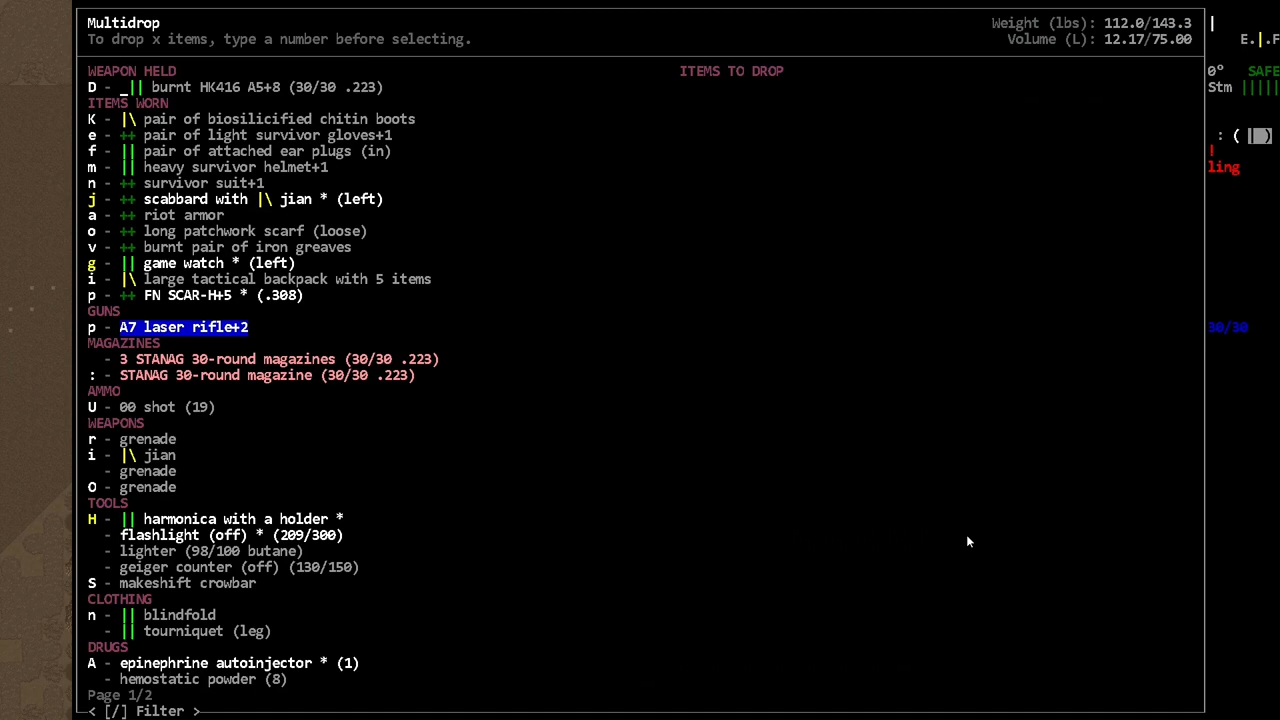 Multidrop
Weight (lbs): 112.0/143.3
To drop x items, type a number before selecting.
Volume (L): 12.17/75.00
E.|.F
WEAPON HELD
ITEMS TO DROP
0° SAFE
D - _|| burnt HK416 A5+8 (30/30 .223)
Stm |||||
ITEMS WORN
K - |\ pair of biosilicified chitin boots
e - ++ pair of light survivor gloves+1
: ( | )
f - || pair of attached ear plugs (in)
!
m - || heavy survivor helmet+1
ling
n - ++ survivor suit+1
j - ++ scabbard with |\ jian * (left)
a - ++ riot armor
o - ++ long patchwork scarf (loose)
v - ++ burnt pair of iron greaves
g - || game watch * (left)
i - |\ large tactical backpack with 5 items
p - ++ FN SCAR-H+5 * (.308)
GUNS
p - A7 laser rifle+2
30/30
MAGAZINES
- 3 STANAG 30-round magazines (30/30 .223)
: - STANAG 30-round magazine (30/30 .223)
AMMO
U - 00 shot (19)
WEAPONS
r - grenade
i - |\ jian
- grenade
O - grenade
TOOLS
H - || harmonica with a holder *
- flashlight (off) * (209/300)
- lighter (98/100 butane)
- geiger counter (off) (130/150)
S - makeshift crowbar
CLOTHING
n - || blindfold
- || tourniquet (leg)
DRUGS
A - epinephrine autoinjector * (1)
- hemostatic powder (8)
Page 1/2
< [/] Filter >